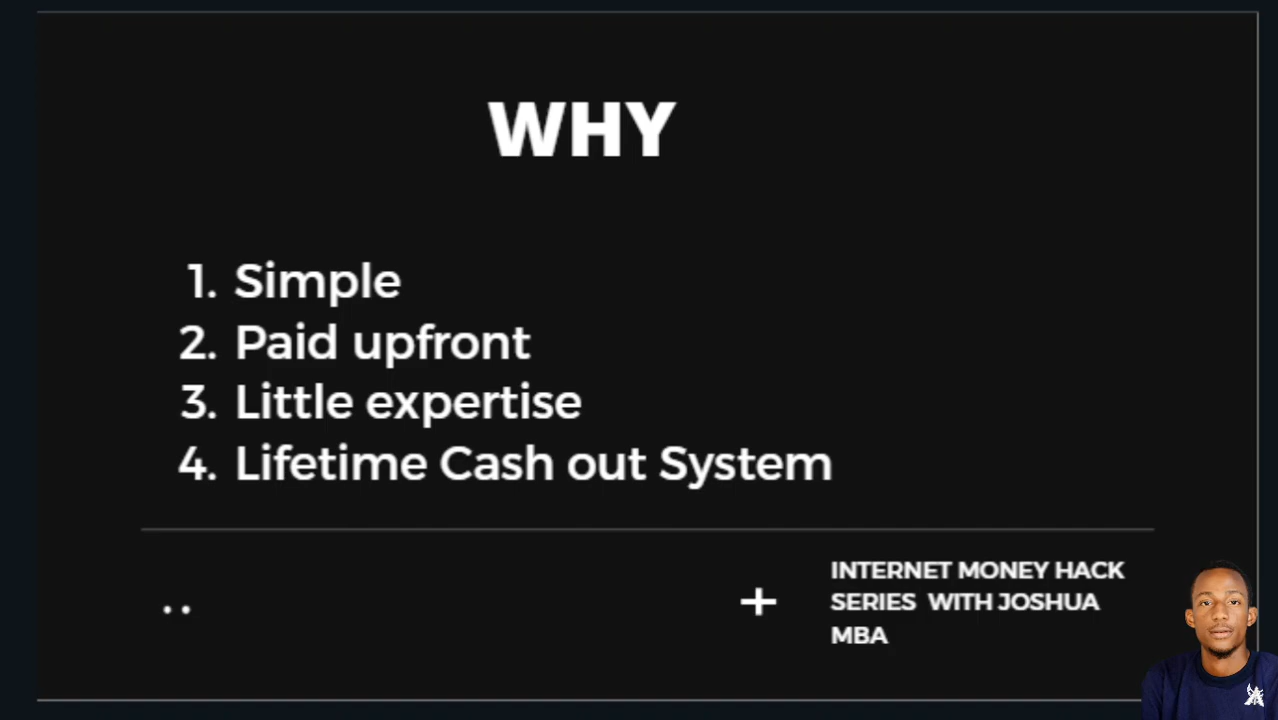 WHY
1. Simple
2. Paid upfront
3. Little expertise
4. Lifetime Cash out System
..
+
INTERNET MONEY HACK
SERIES WITH JOSHUA
MBA